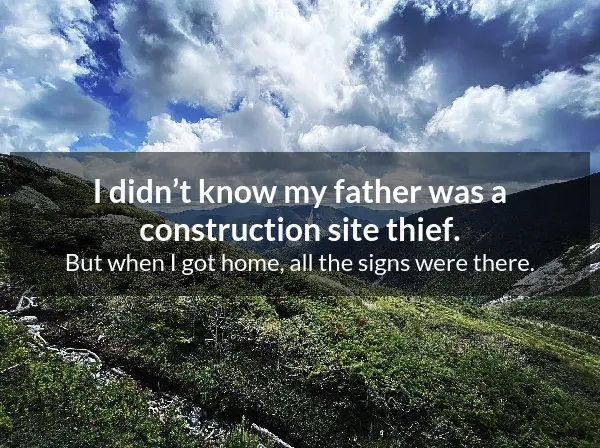 I didn’t know my father was a
construction site thief.
But when I got home, all the signs were there.